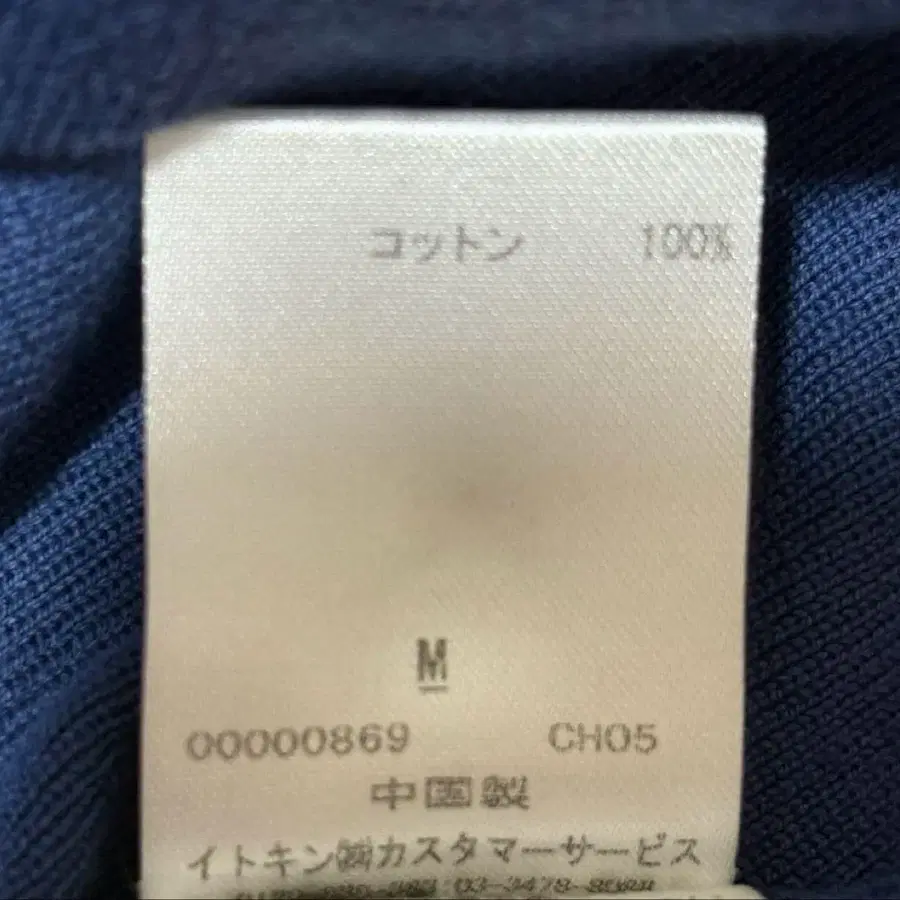 コットン 100%
M
00000869 CH05
中国製
イトキン㈱カスタマーサービス